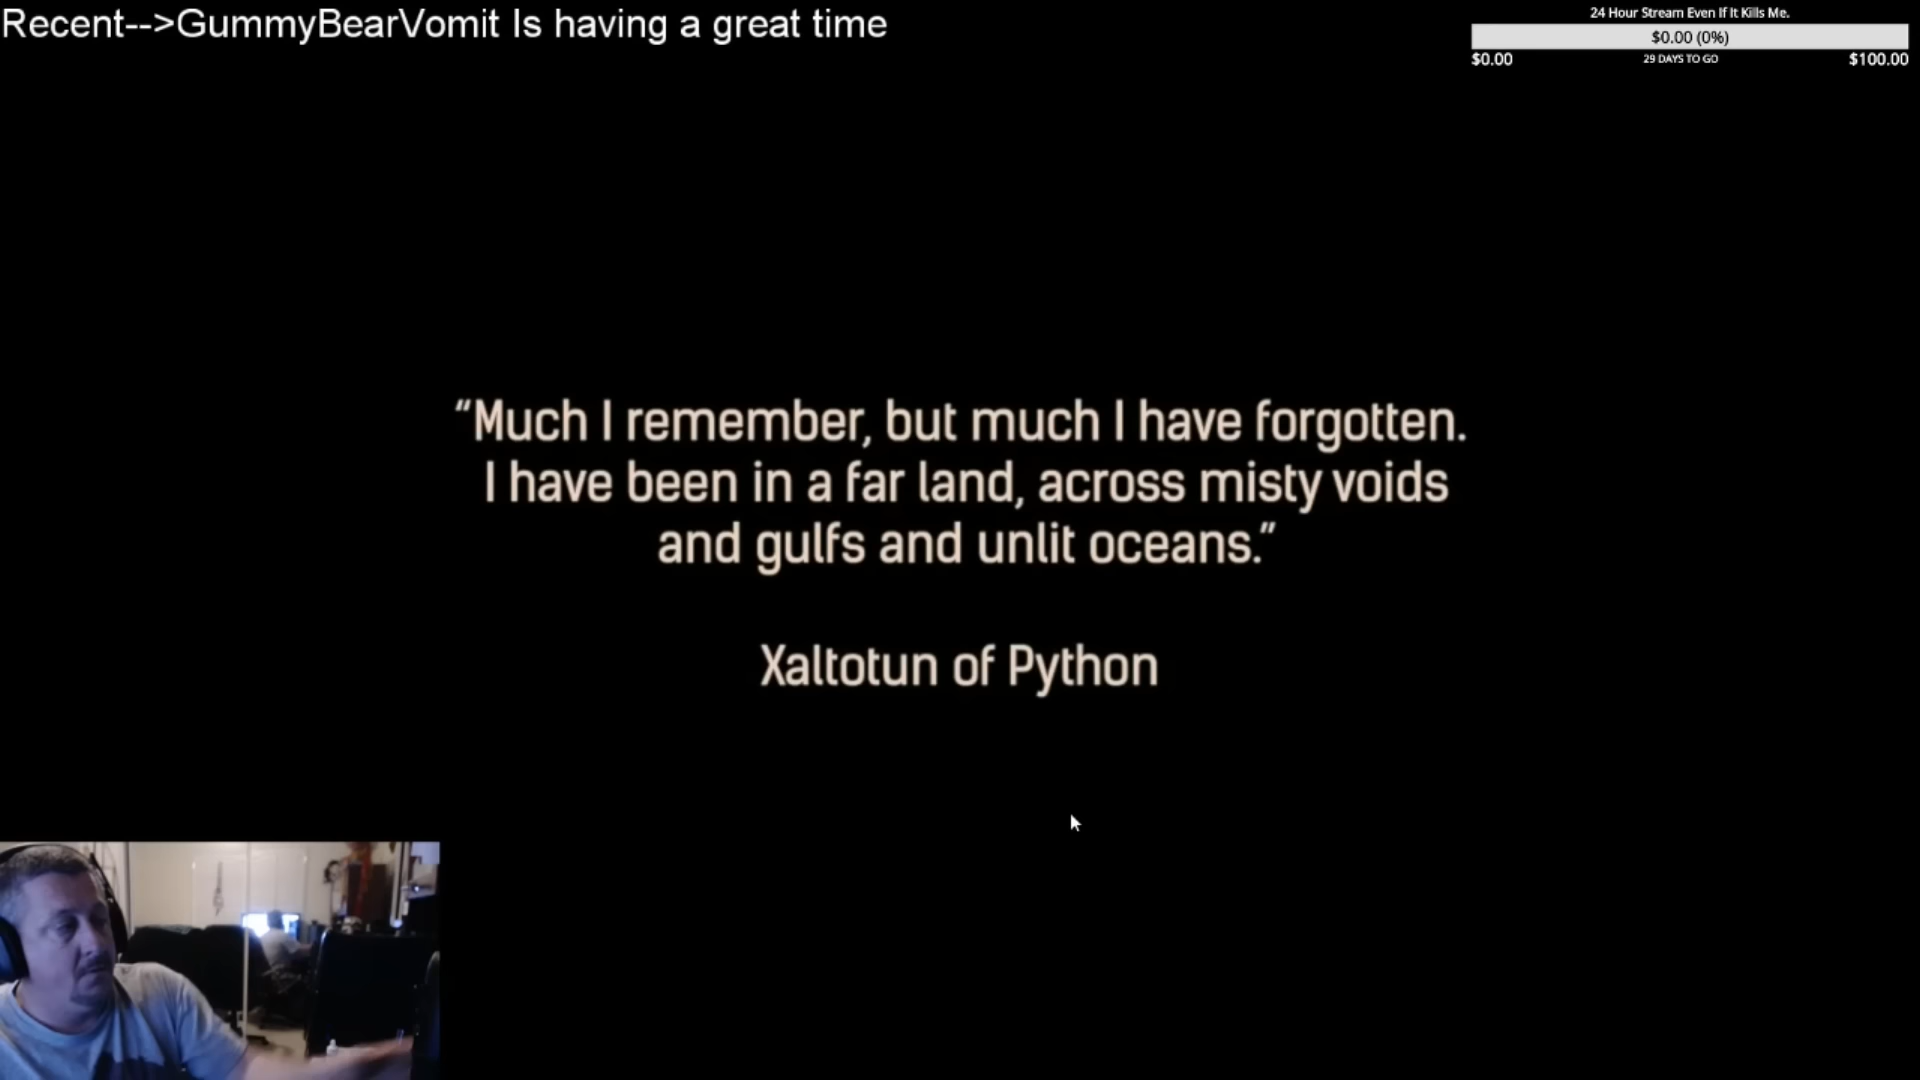 Recent-->GummyBearVomit Is having a great time
24 Hour Stream Even If It Kills Me.
$0.00 (0%)
$0.00 29 DAYS TO GO $100.00
“Much I remember, but much I have forgotten.
I have been in a far land, across misty voids
and gulfs and unlit oceans.”
Xaltotun of Python